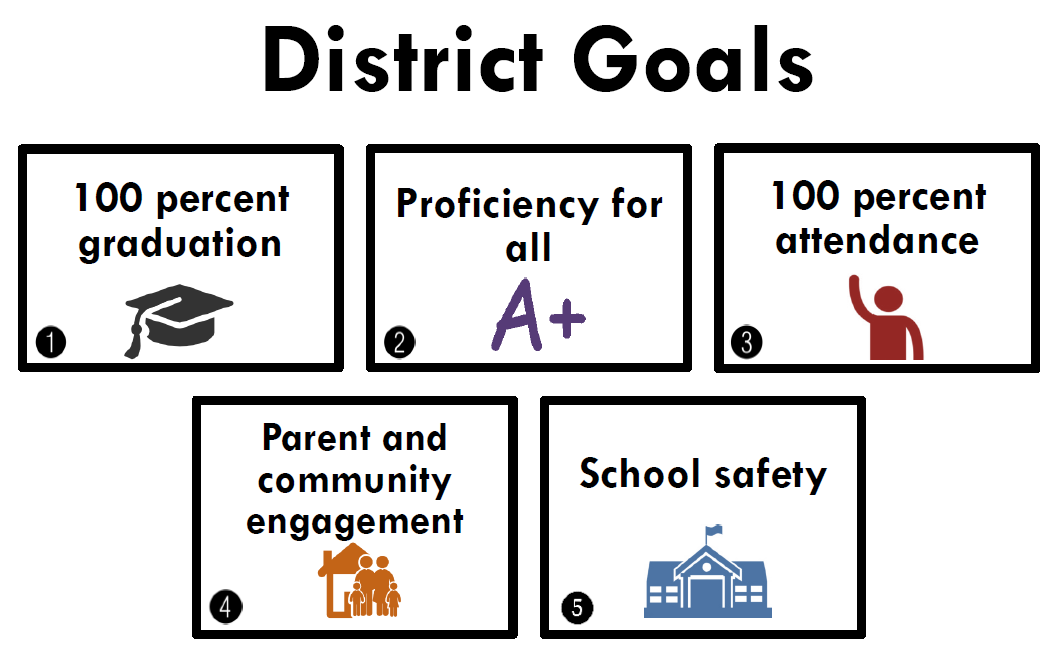 District Goals
100 percent
graduation
1
Proficiency for
all
A+
2
100 percent
attendance
3
Parent and
community
engagement
4
School safety
5